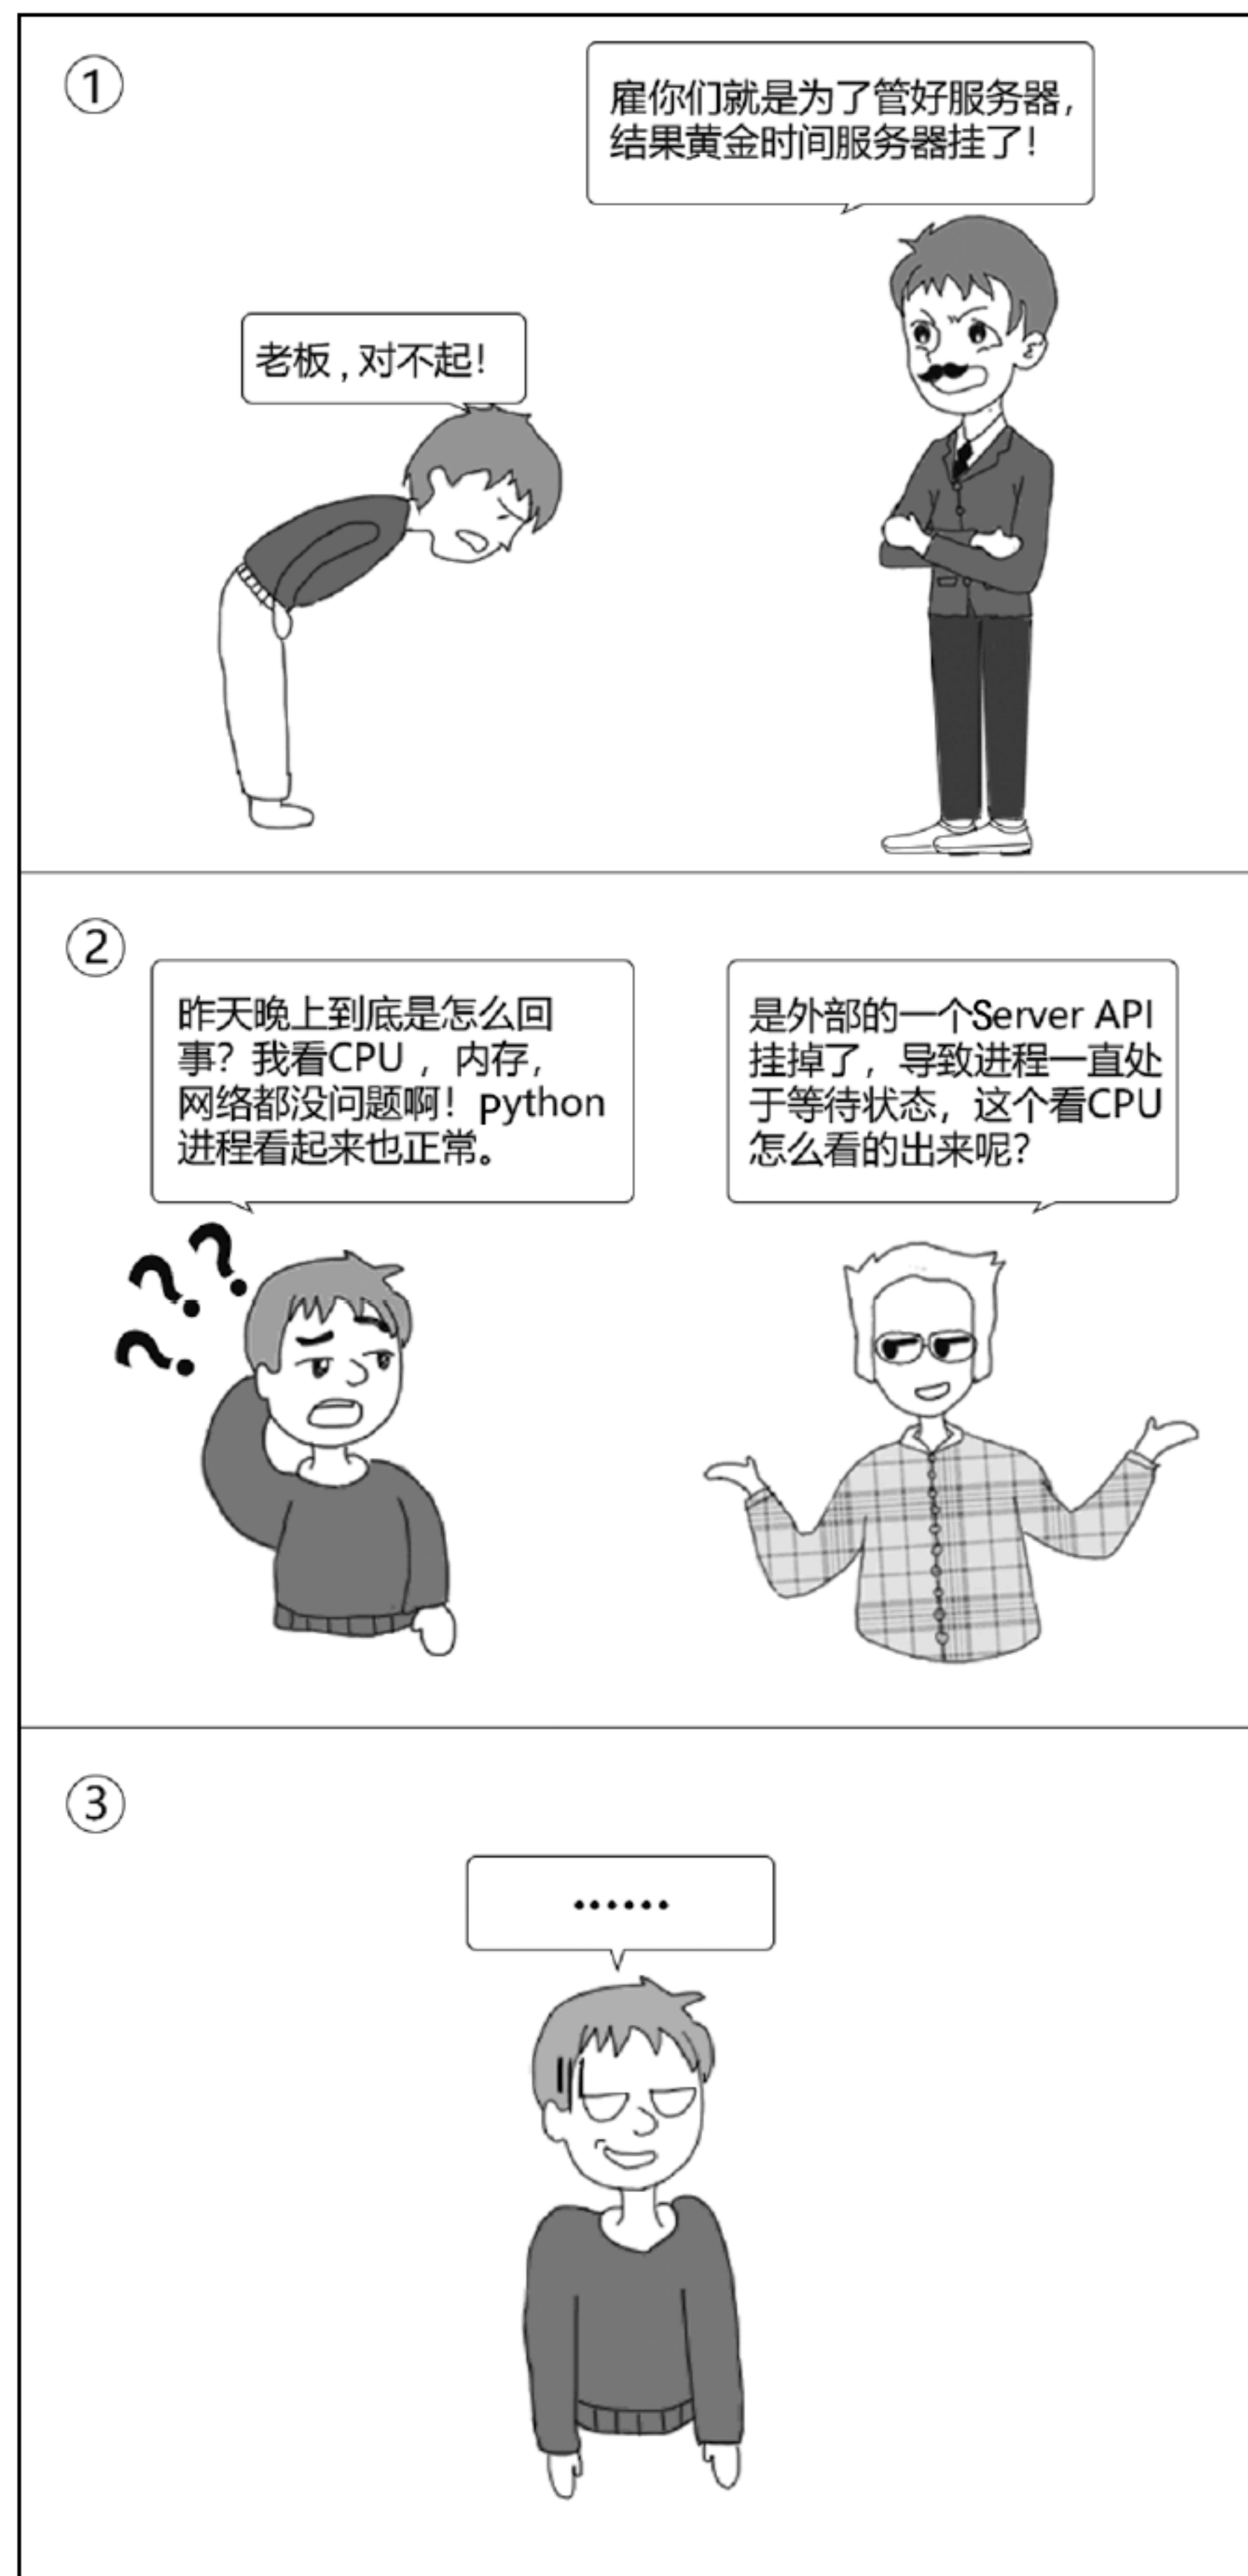 ①
雇你们就是为了管好服务器，
结果黄金时间服务器挂了！
老板，对不起！
②
昨天晚上到底是怎么回
事？我看CPU，内存，
网络都没问题啊！python
进程看起来也正常。
是外部的一个Server API
挂掉了，导致进程一直处
于等待状态，这个看CPU
怎么看的出来呢？
???
③
······